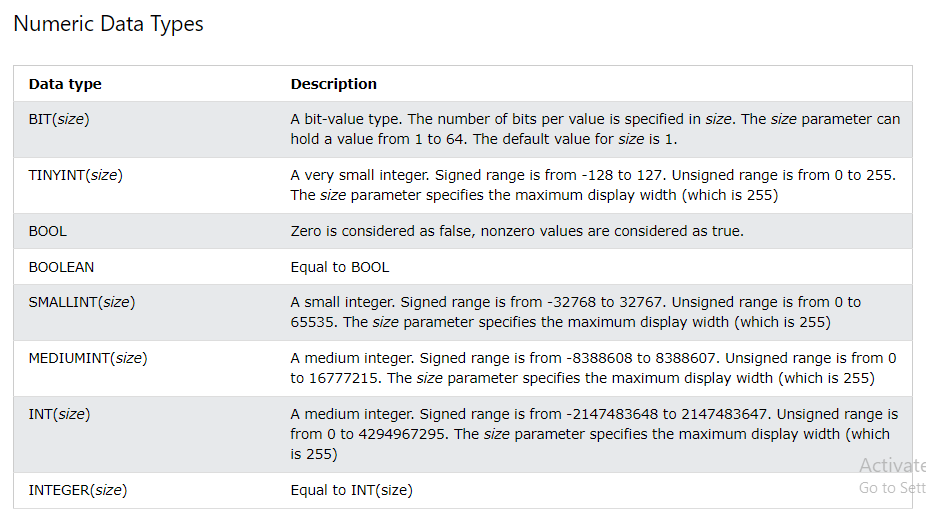 Numeric Data Types
Data type Description
BIT(size) A bit-value type. The number of bits per value is specified in size. The size parameter can
hold a value from 1 to 64. The default value for size is 1.
TINYINT(size) A very small integer. Signed range is from -128 to 127. Unsigned range is from 0 to 255.
The size parameter specifies the maximum display width (which is 255)
BOOL Zero is considered as false, nonzero values are considered as true.
BOOLEAN Equal to BOOL
SMALLINT(size) A small integer. Signed range is from -32768 to 32767. Unsigned range is from 0 to
65535. The size parameter specifies the maximum display width (which is 255)
MEDIUMINT(size) A medium integer. Signed range is from -8388608 to 8388607. Unsigned range is from 0
to 16777215. The size parameter specifies the maximum display width (which is 255)
INT(size) A medium integer. Signed range is from -2147483648 to 2147483647. Unsigned range is
from 0 to 4294967295. The size parameter specifies the maximum display width (which
is 255)
Activate
Go to Sett
INTEGER(size) Equal to INT(size)